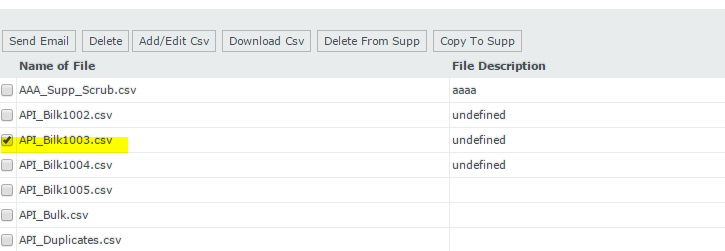 Send Email Delete Add/Edit Csv Download Csv Delete From Supp Copy To Supp
Name of File File Description
AAA_Supp_Scrub.csv aaaa
API_Bilk1002.csv undefined
API_Bilk1003.csv undefined
API_Bilk1004.csv undefined
API_Bilk1005.csv
API_Bulk.csv
API_Duplicates.csv